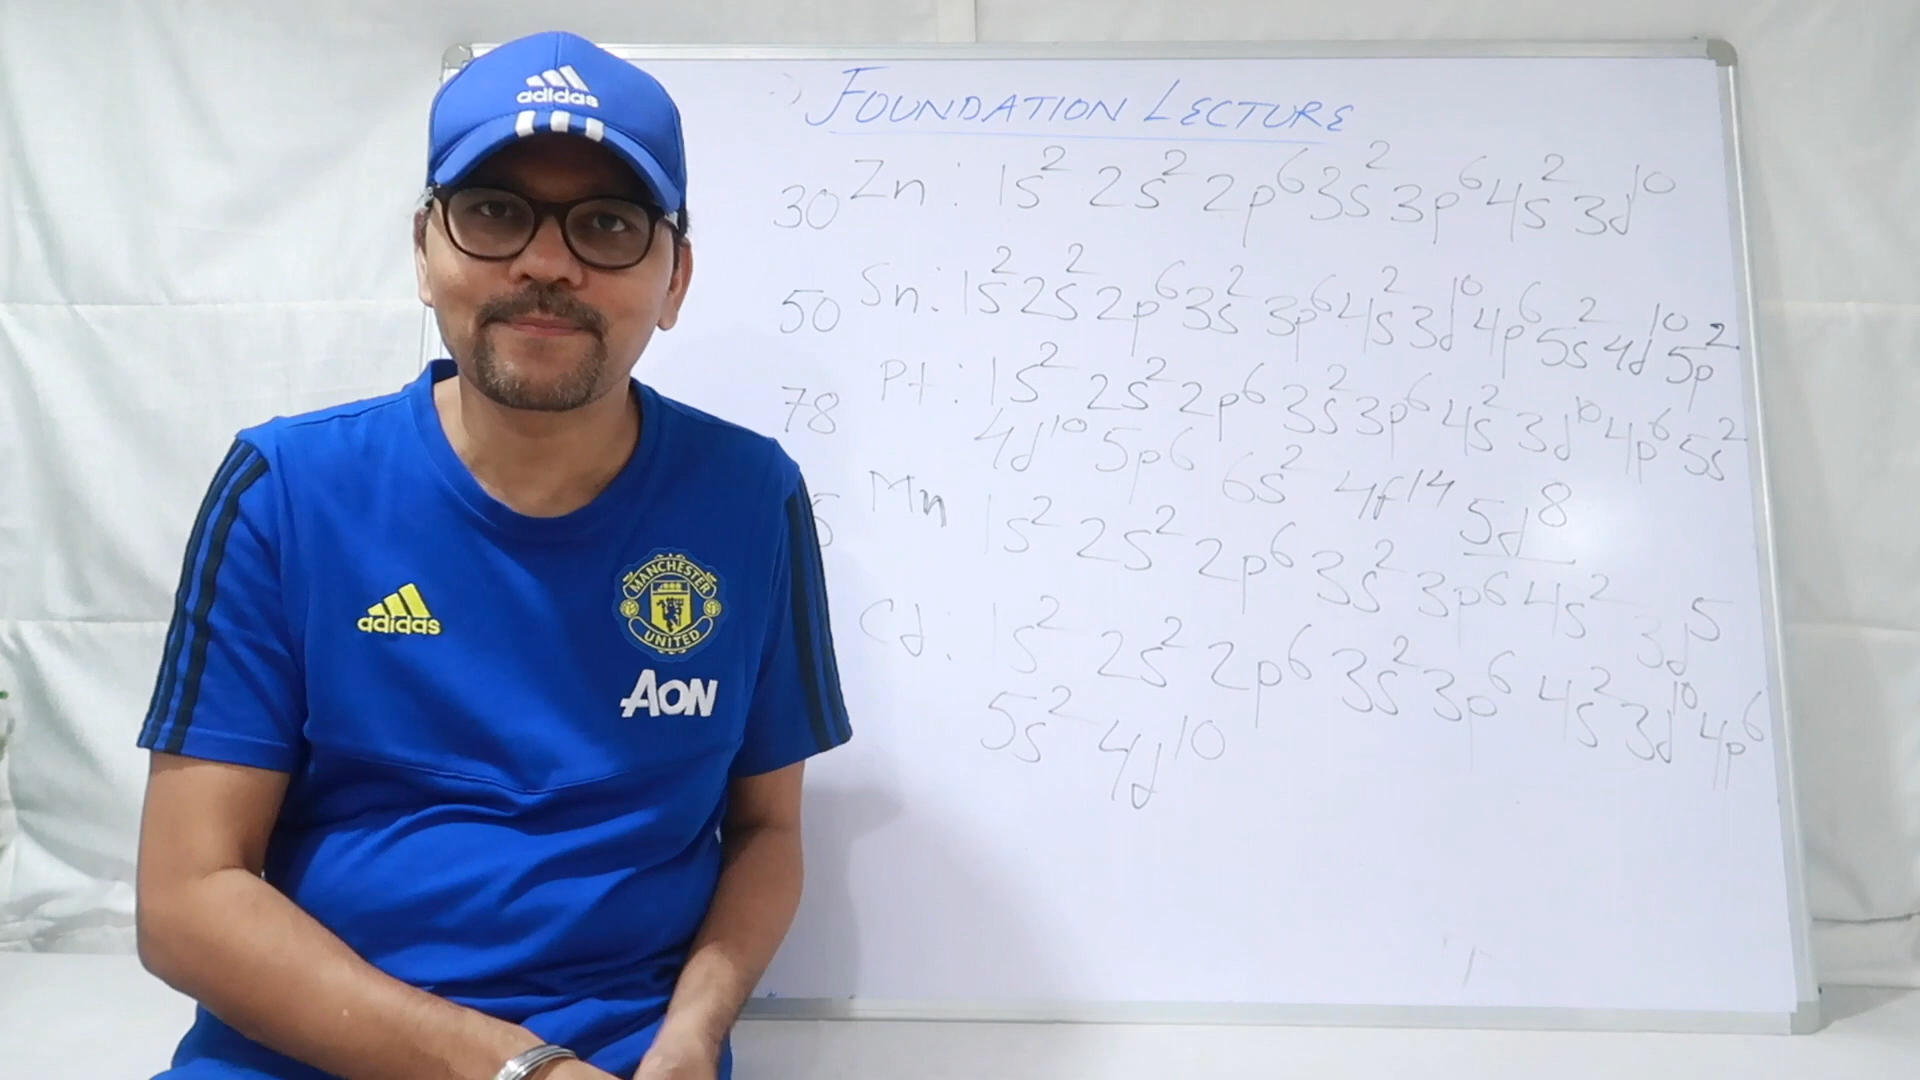 adidas
FOUNDATION LECTURE
30 Zn: 1s² 2s² 2p⁶ 3s² 3p⁶ 4s² 3d¹⁰
50 Sn: 1s² 2s² 2p⁶ 3s² 3p⁶ 4s² 3d¹⁰ 4p⁶ 5s² 4d¹⁰ 5p²
78 Pt: 1s² 2s² 2p⁶ 3s² 3p⁶ 4s² 3d¹⁰ 4p⁶ 5s²
4d¹⁰ 5p⁶ 6s² 4f¹⁴ 5d⁸
5 Mn 1s² 2s² 2p⁶ 3s² 3p⁶ 4s² 3d⁵
Cd: 1s² 2s² 2p⁶ 3s² 3p⁶ 4s² 3d¹⁰ 4p⁶
5s² 4d¹⁰
adidas
MANCHESTER
UNITED
AON